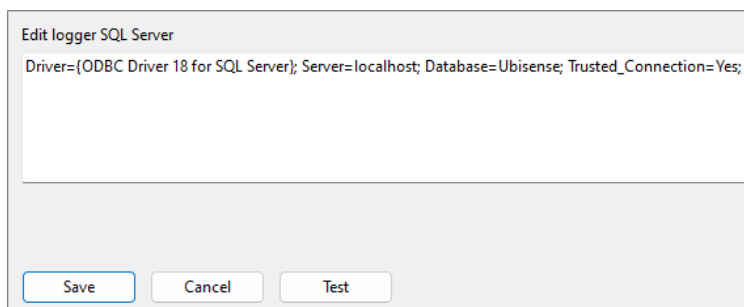 Edit logger SQL Server
Driver={ODBC Driver 18 for SQL Server}; Server=localhost; Database=Ubisense; Trusted_Connection=Yes;
Save Cancel Test